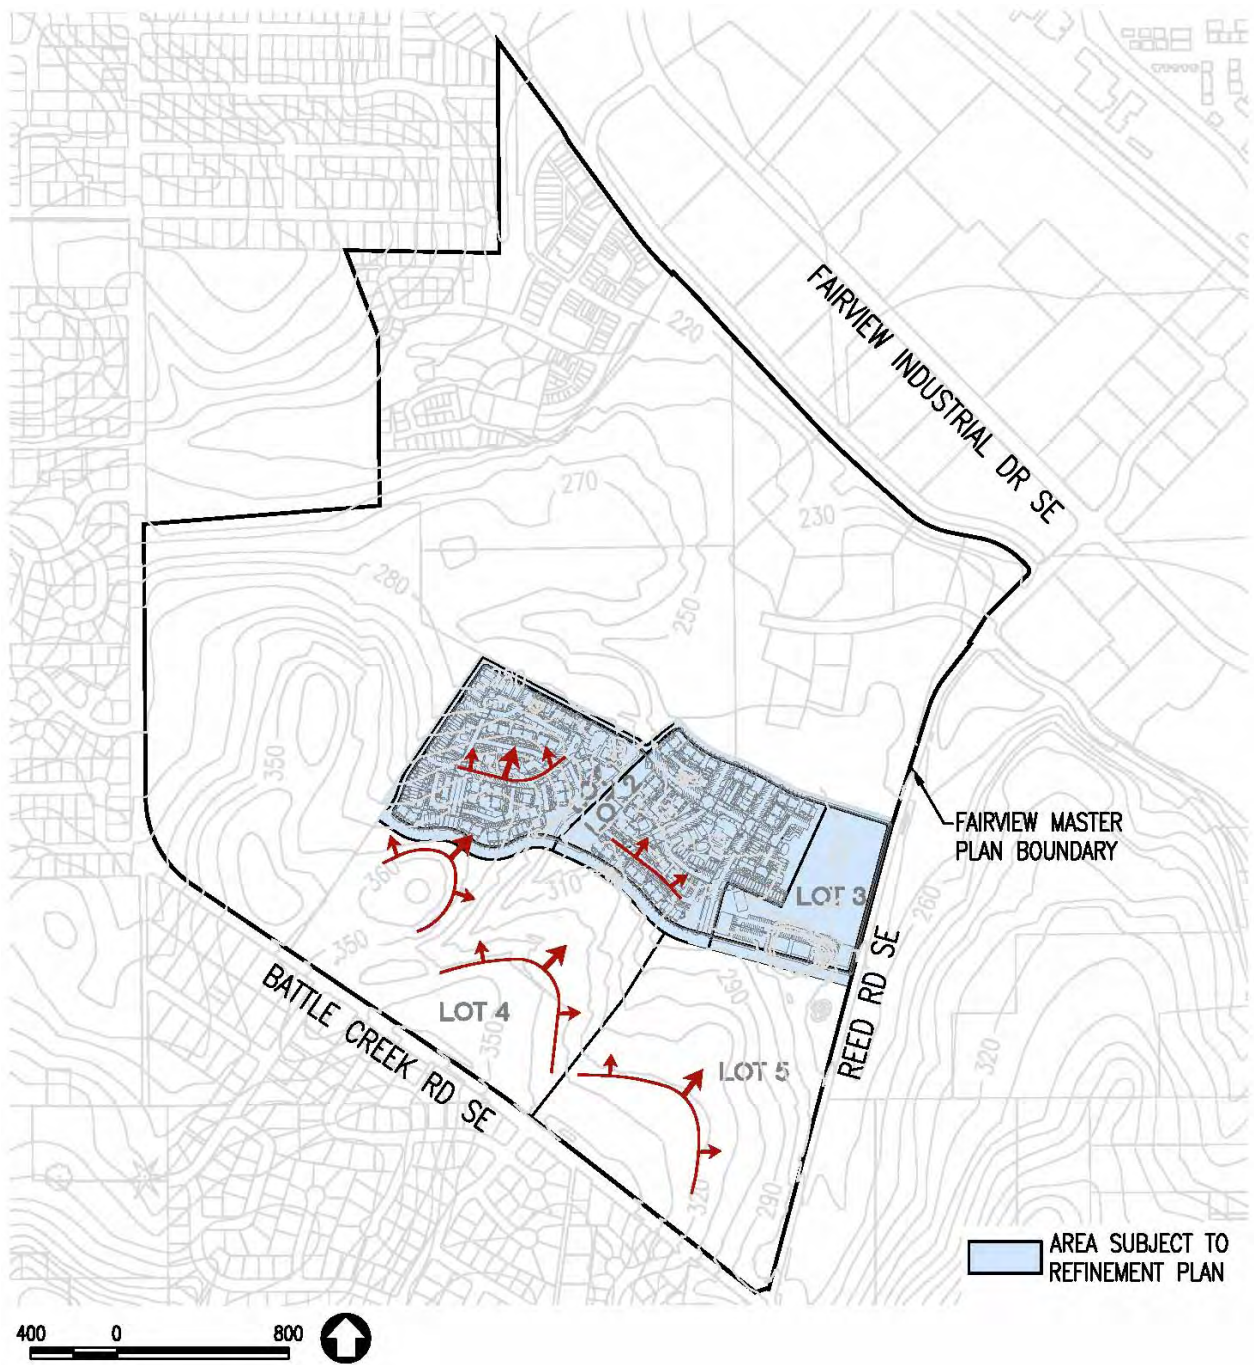 FAIRVIEW INDUSTRIAL DR SE
220
270
230
280
250
350
LOT 2
FAIRVIEW MASTER
PLAN BOUNDARY
LOT 3
360
310
260
350
REED RD SE
BATTLE CREEK RD SE
LOT 4
350
LOT 5
320
290
AREA SUBJECT TO
REFINEMENT PLAN
400 0 800